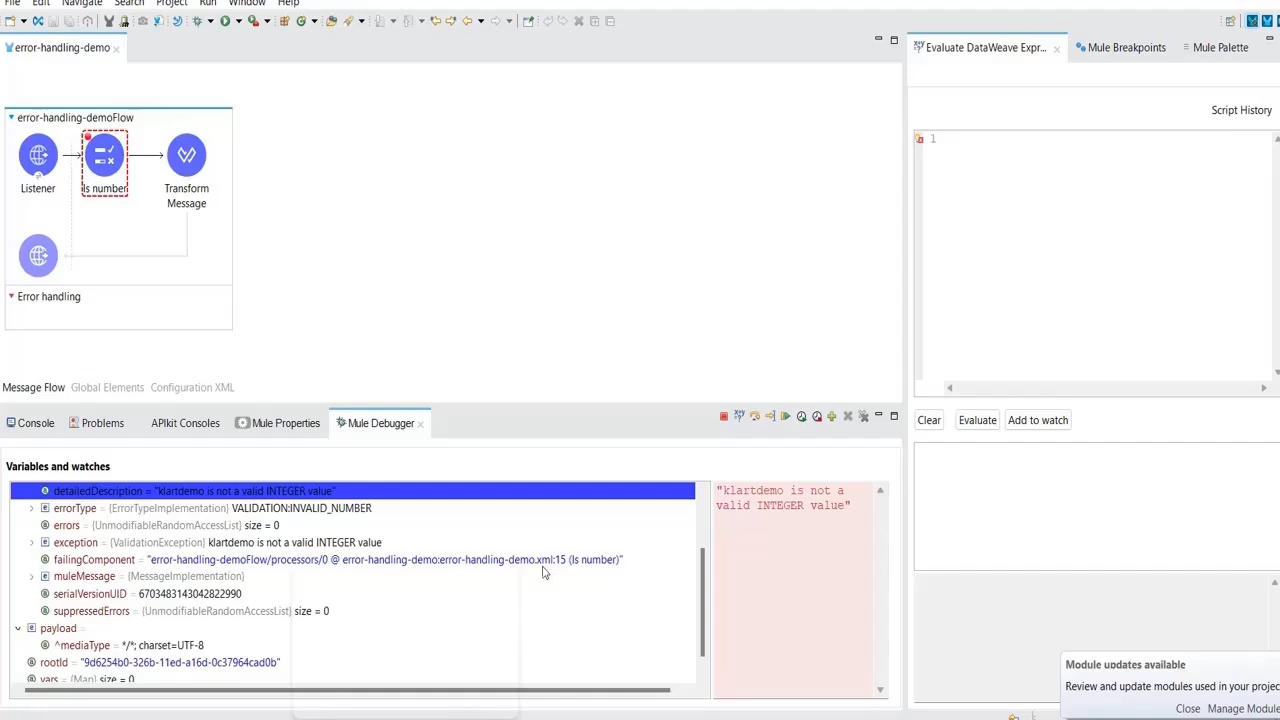 File Edit Navigate Search Project Run Window Help
error-handling-demo
Evaluate DataWeave Expr... Mule Breakpoints Mule Palette
Script History
1
error-handling-demoFlow
Listener
Is number
Transform
Message
Error handling
Message Flow Global Elements Configuration XML
Console Problems APIkit Consol Mule Properties Mule Debugger
Clear Evaluate Add to watch
Variables and watches
detailedDescription = "klartdemo is not a valid INTEGER value"
errorType = {ErrorTypeImplementation} VALIDATION:INVALID_NUMBER
errors = {UnmodifiableRandomAccessList} size = 0
exception = {ValidationException} klartdemo is not a valid INTEGER value
failingComponent = "error-handling-demoFlow/processors/0 @ error-handling-demo:error-handling-demo.xml:15 (Is number)"
muleMessage = {MessageImplementation}
serialVersionUID = 6703483143042822990
suppressedErrors = {UnmodifiableRandomAccessList} size = 0
payload =
^mediaType = */*; charset=UTF-8
rootId = "9d6254b0-326b-11ed-a16d-0c37964cad0b"
vars = {Map} size = 0
"klartdemo is not a
valid INTEGER value"
Module updates available
Review and update modules used in your projec
Close Manage Module